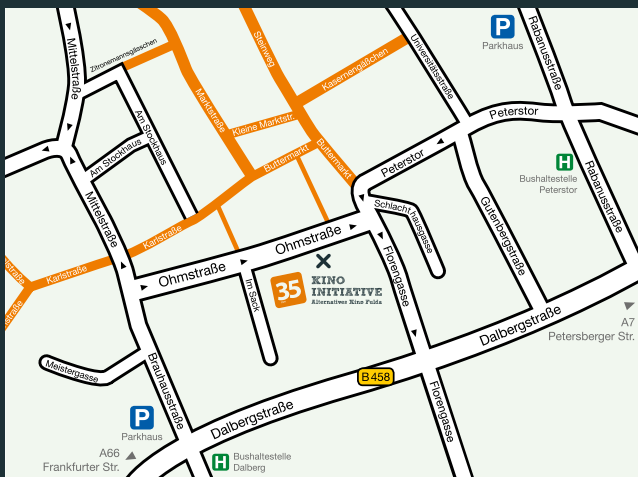 Mittelstraße
Zitronemannsgässchen
Steinweg
Kasernengäßchen
Universitätsstraße
P
Parkhaus
Rabanusstraße
Marktstraße
Kleine Marktstr.
Am Stockhaus
Am Stockhaus
Buttermarkt
Buttermarkt
Peterstor
Peterstor
H
Bushaltestelle
Peterstor
Rabanusstraße
Mittelstraße
Karlstraße
Karlstraße
Schlachthausgasse
Gutenbergstraße
Ohmstraße
Ohmstraße
Florengasse
Im Sack
35
KINO
INITIATIVE
Alternatives Kino Fulda
A7
Petersberger Str.
Dalbergstraße
Meistergasse
Brauhausstraße
B 458
Florengasse
Dalbergstraße
P
Parkhaus
A66
Frankfurter Str.
H
Bushaltestelle
Dalberg